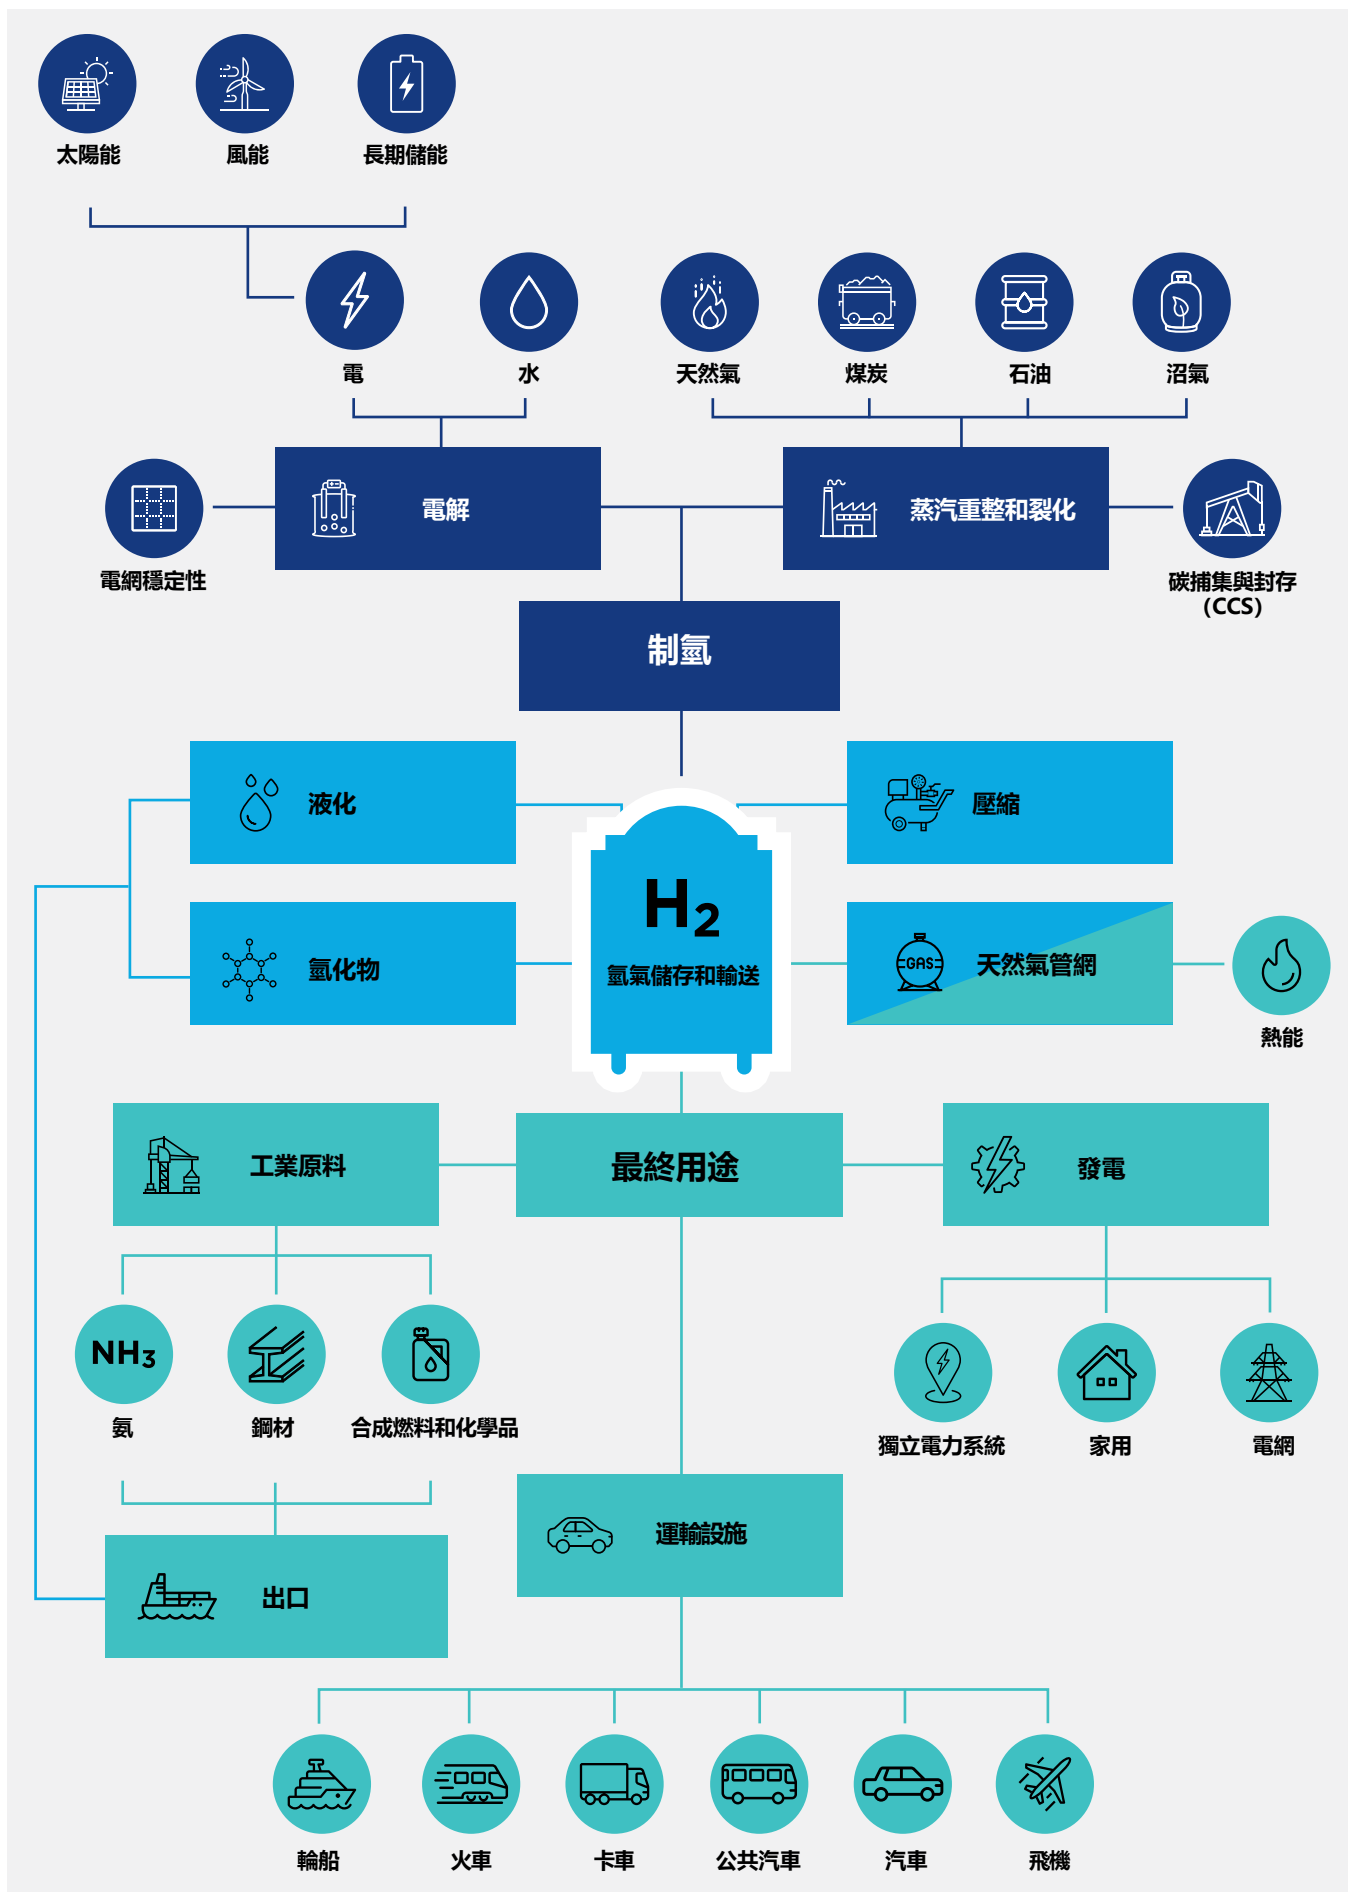 太陽能
風能
長期儲能
電
水
天然氣
煤炭
石油
沼氣
電解
蒸汽重整和裂化
電網穩定性
碳捕集與封存
（CCS）
制氫
液化
壓縮
H2
氫氣儲存和輸送
氫化物
GAS
天然氣管網
熱能
工業原料
最終用途
發電
NH3
氨
鋼材
合成燃料和化學品
獨立電力系統
家用
電網
運輸設施
出口
輪船
火車
卡車
公共汽車
汽車
飛機